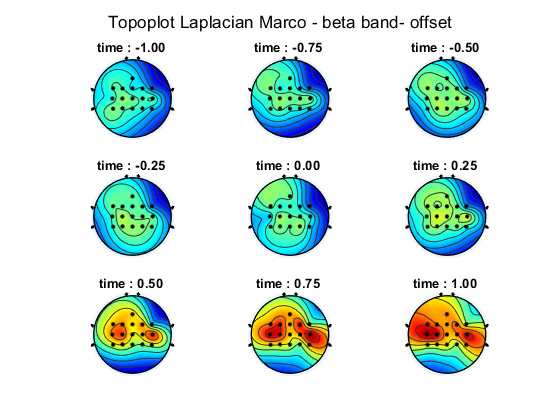 Topoplot Laplacian Marco - beta band- offset
time : -1.00
time : -0.75
time : -0.50
time : -0.25
time : 0.00
time : 0.25
time : 0.50
time : 0.75
time : 1.00